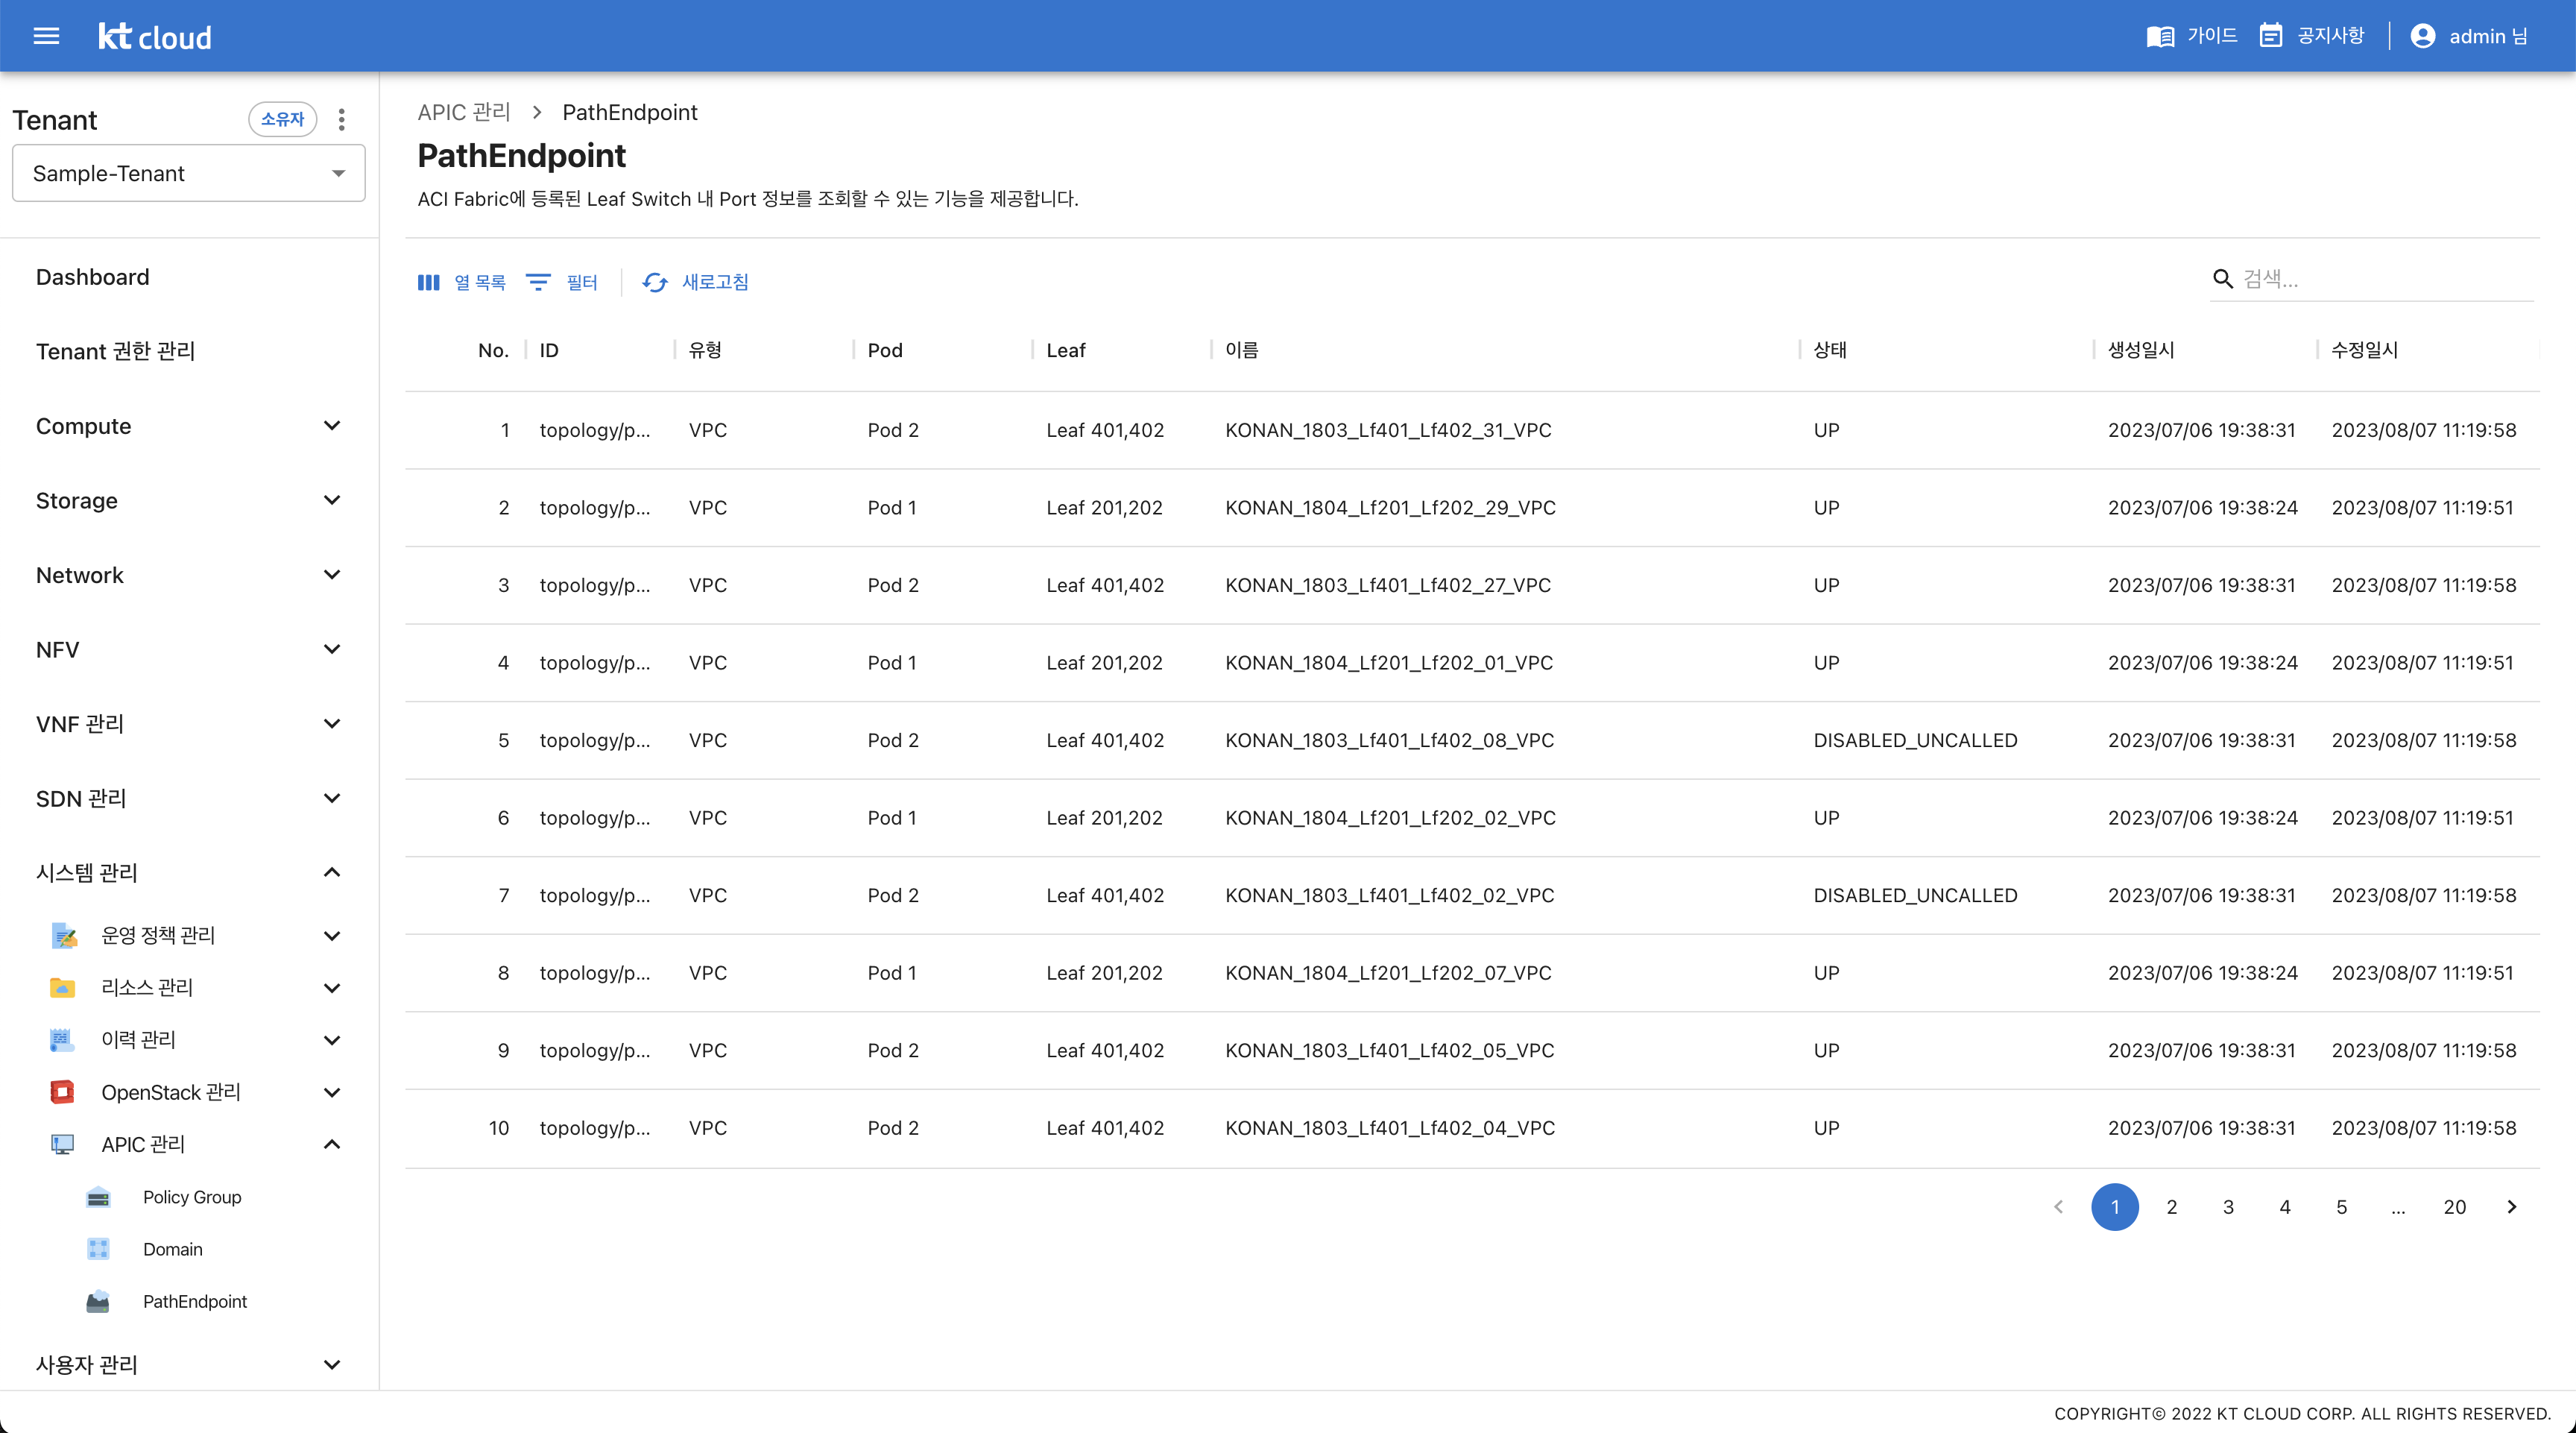 kt cloud
가이드 공지사항 admin 님
Tenant 소유자
Sample-Tenant
Dashboard
Tenant 권한 관리
Compute
Storage
Network
NFV
VNF 관리
SDN 관리
시스템 관리
운영 정책 관리
리소스 관리
이력 관리
OpenStack 관리
APIC 관리
Policy Group
Domain
PathEndpoint
사용자 관리
APIC 관리 > PathEndpoint
PathEndpoint
ACI Fabric에 등록된 Leaf Switch 내 Port 정보를 조회할 수 있는 기능을 제공합니다.
열 목록 필터 새로고침 검색...
No. ID 유형 Pod Leaf 이름 상태 생성일시 수정일시
1 topology/p... VPC Pod 2 Leaf 401,402 KONAN_1803_Lf401_Lf402_31_VPC UP 2023/07/06 19:38:31 2023/08/07 11:19:58
2 topology/p... VPC Pod 1 Leaf 201,202 KONAN_1804_Lf201_Lf202_29_VPC UP 2023/07/06 19:38:24 2023/08/07 11:19:51
3 topology/p... VPC Pod 2 Leaf 401,402 KONAN_1803_Lf401_Lf402_27_VPC UP 2023/07/06 19:38:31 2023/08/07 11:19:58
4 topology/p... VPC Pod 1 Leaf 201,202 KONAN_1804_Lf201_Lf202_01_VPC UP 2023/07/06 19:38:24 2023/08/07 11:19:51
5 topology/p... VPC Pod 2 Leaf 401,402 KONAN_1803_Lf401_Lf402_08_VPC DISABLED_UNCALLED 2023/07/06 19:38:31 2023/08/07 11:19:58
6 topology/p... VPC Pod 1 Leaf 201,202 KONAN_1804_Lf201_Lf202_02_VPC UP 2023/07/06 19:38:24 2023/08/07 11:19:51
7 topology/p... VPC Pod 2 Leaf 401,402 KONAN_1803_Lf401_Lf402_02_VPC DISABLED_UNCALLED 2023/07/06 19:38:31 2023/08/07 11:19:58
8 topology/p... VPC Pod 1 Leaf 201,202 KONAN_1804_Lf201_Lf202_07_VPC UP 2023/07/06 19:38:24 2023/08/07 11:19:51
9 topology/p... VPC Pod 2 Leaf 401,402 KONAN_1803_Lf401_Lf402_05_VPC UP 2023/07/06 19:38:31 2023/08/07 11:19:58
10 topology/p... VPC Pod 2 Leaf 401,402 KONAN_1803_Lf401_Lf402_04_VPC UP 2023/07/06 19:38:31 2023/08/07 11:19:58
1 2 3 4 5 ... 20
COPYRIGHT© 2022 KT CLOUD CORP. ALL RIGHTS RESERVED.